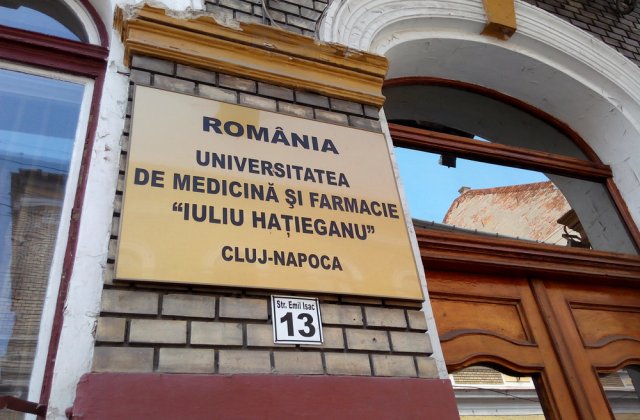 ROMÂNIA
UNIVERSITATEA
DE MEDICINĂ ŞI FARMACIE
“IULIU HAŢIEGANU”
CLUJ-NAPOCA
Str. Emil Isac
13